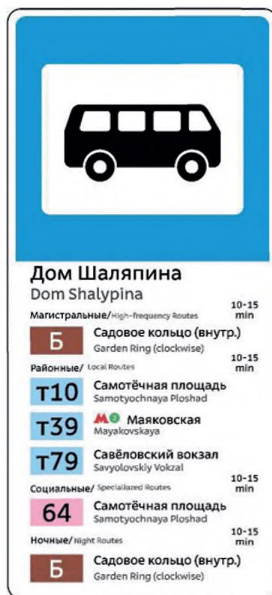 Дом Шаляпина
Dom Shalypina
Магистральные/High-frequency Routes 10-15 min
Б Садовое кольцо (внутр.)
Garden Ring (clockwise)
Районные/ Local Routes 10-15 min
т10 Самотёчная площадь
Samotyochnaya Ploshad
т39 М 2 Маяковская
Mayakovskaya
т79 Савёловский вокзал
Savyolovskiy Vokzal
Социальные/ Specialized Routes 10-15 min
64 Самотёчная площадь
Samotyochnaya Ploshad
Ночные/ Night Routes 10-15 min
Б Садовое кольцо (внутр.)
Garden Ring (clockwise)